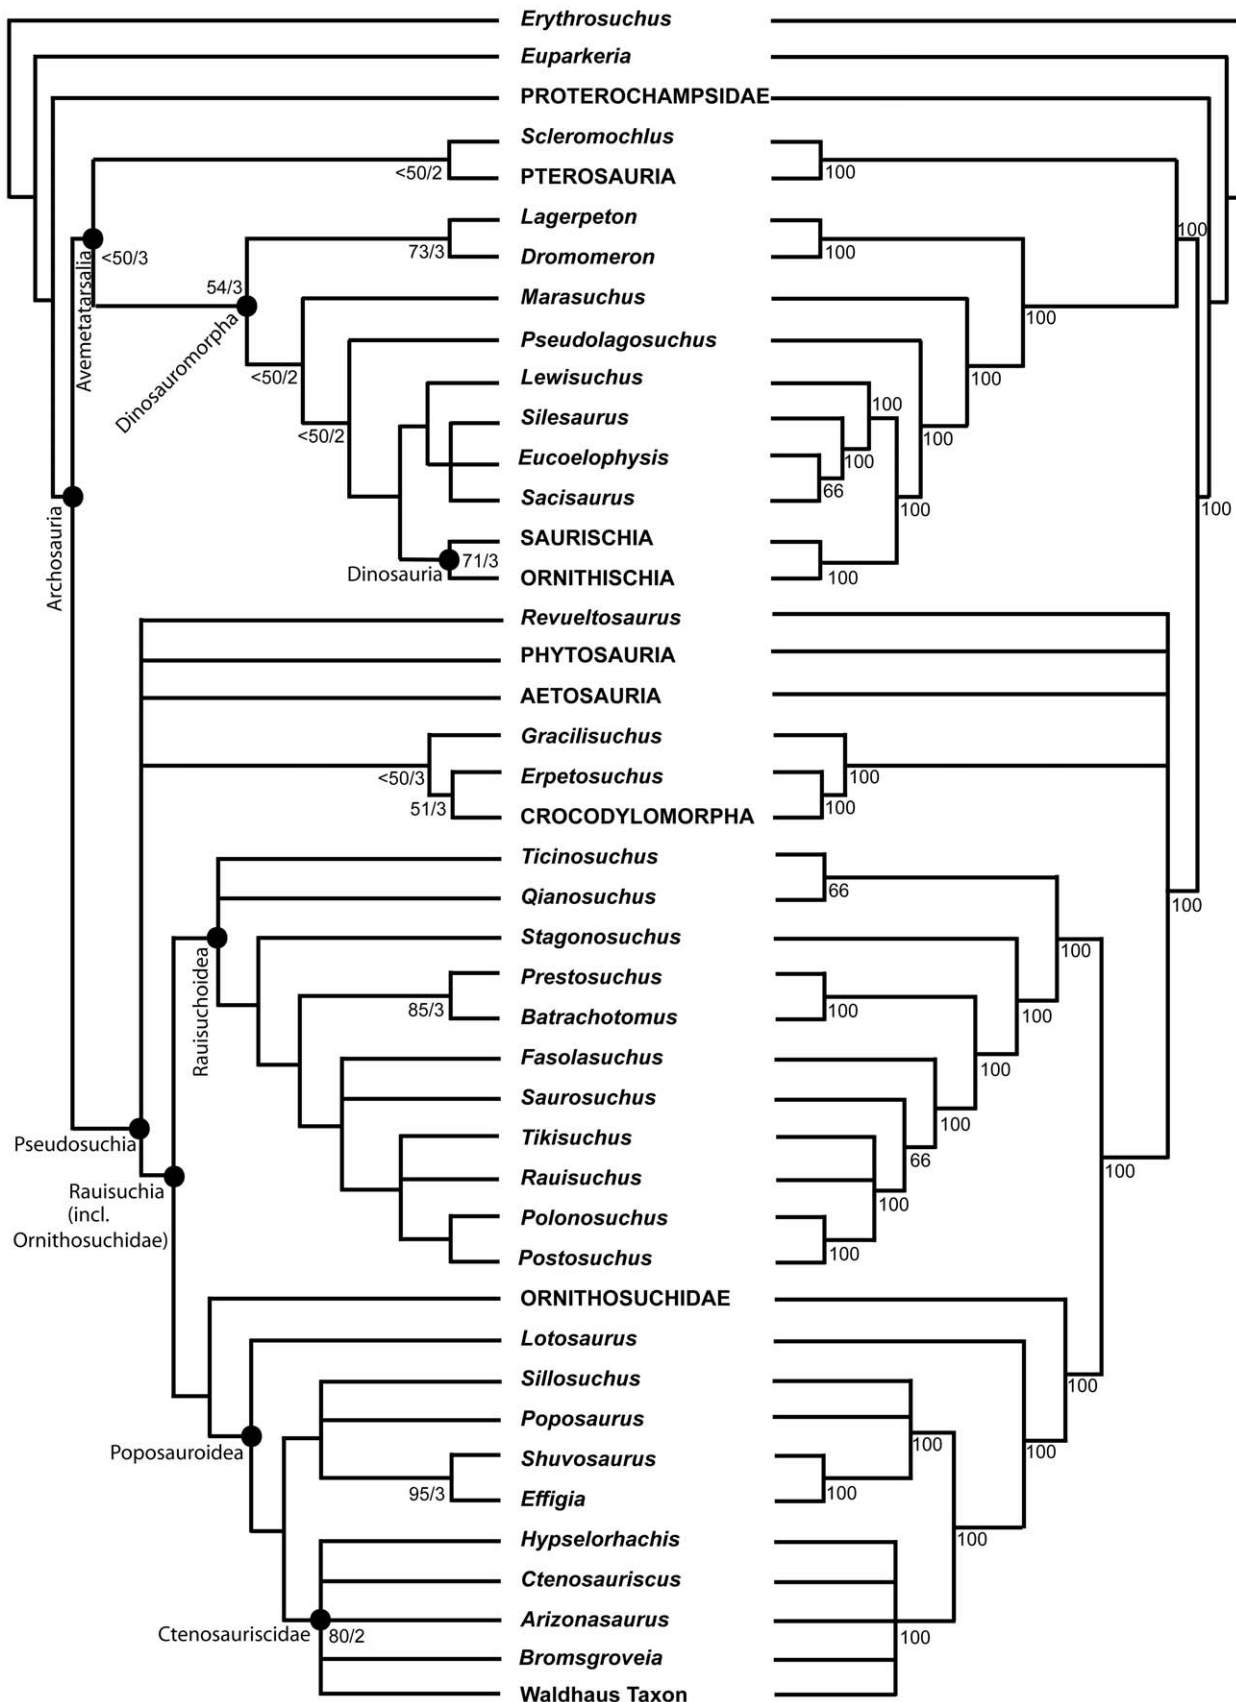 Erythrosuchus
Euparkeria
PROTEROCHAMPSIDAE
Scleromochlus
<50/2
PTEROSAURIA
100
Lagerpeton
100
Avemetatarsalia
<50/3
73/3
Dromomeron
100
54/3
Dinosauromorpha
Marasuchus
100
Pseudolagosuchus
<50/2
Lewisuchus
100
100
Silesaurus
<50/2
100
Eucoelophysis
100
Sacisaurus
66
Archosauria
100
100
SAURISCHIA
71/3
Dinosauria
ORNITHISCHIA
100
Revueltosaurus
PHYTOSAURIA
AETOSAURIA
Gracilisuchus
<50/3
Erpetosuchus
100
51/3
CROCODYLOMORPHA
100
Ticinosuchus
66
Qianosuchus
100
Rauisuchoidea
Stagonosuchus
100
Prestosuchus
85/3
100
Batrachotomus
100
Fasolasuchus
100
Saurosuchus
100
Pseudosuchia
Tikisuchus
66
100
Rauisuchia
(incl.
Ornithosuchidae)
Rauisuchus
100
Polonosuchus
100
Postosuchus
ORNITHOSUCHIDAE
Lotosaurus
Sillosuchus
100
Poposaurus
Poposauroidea
100
100
Shuvosaurus
95/3
100
Effigia
Hypselorhachis
100
Ctenosauriscus
Arizonasaurus
Ctenosauriscidae
80/2
100
Bromsgroveia
Waldhaus Taxon